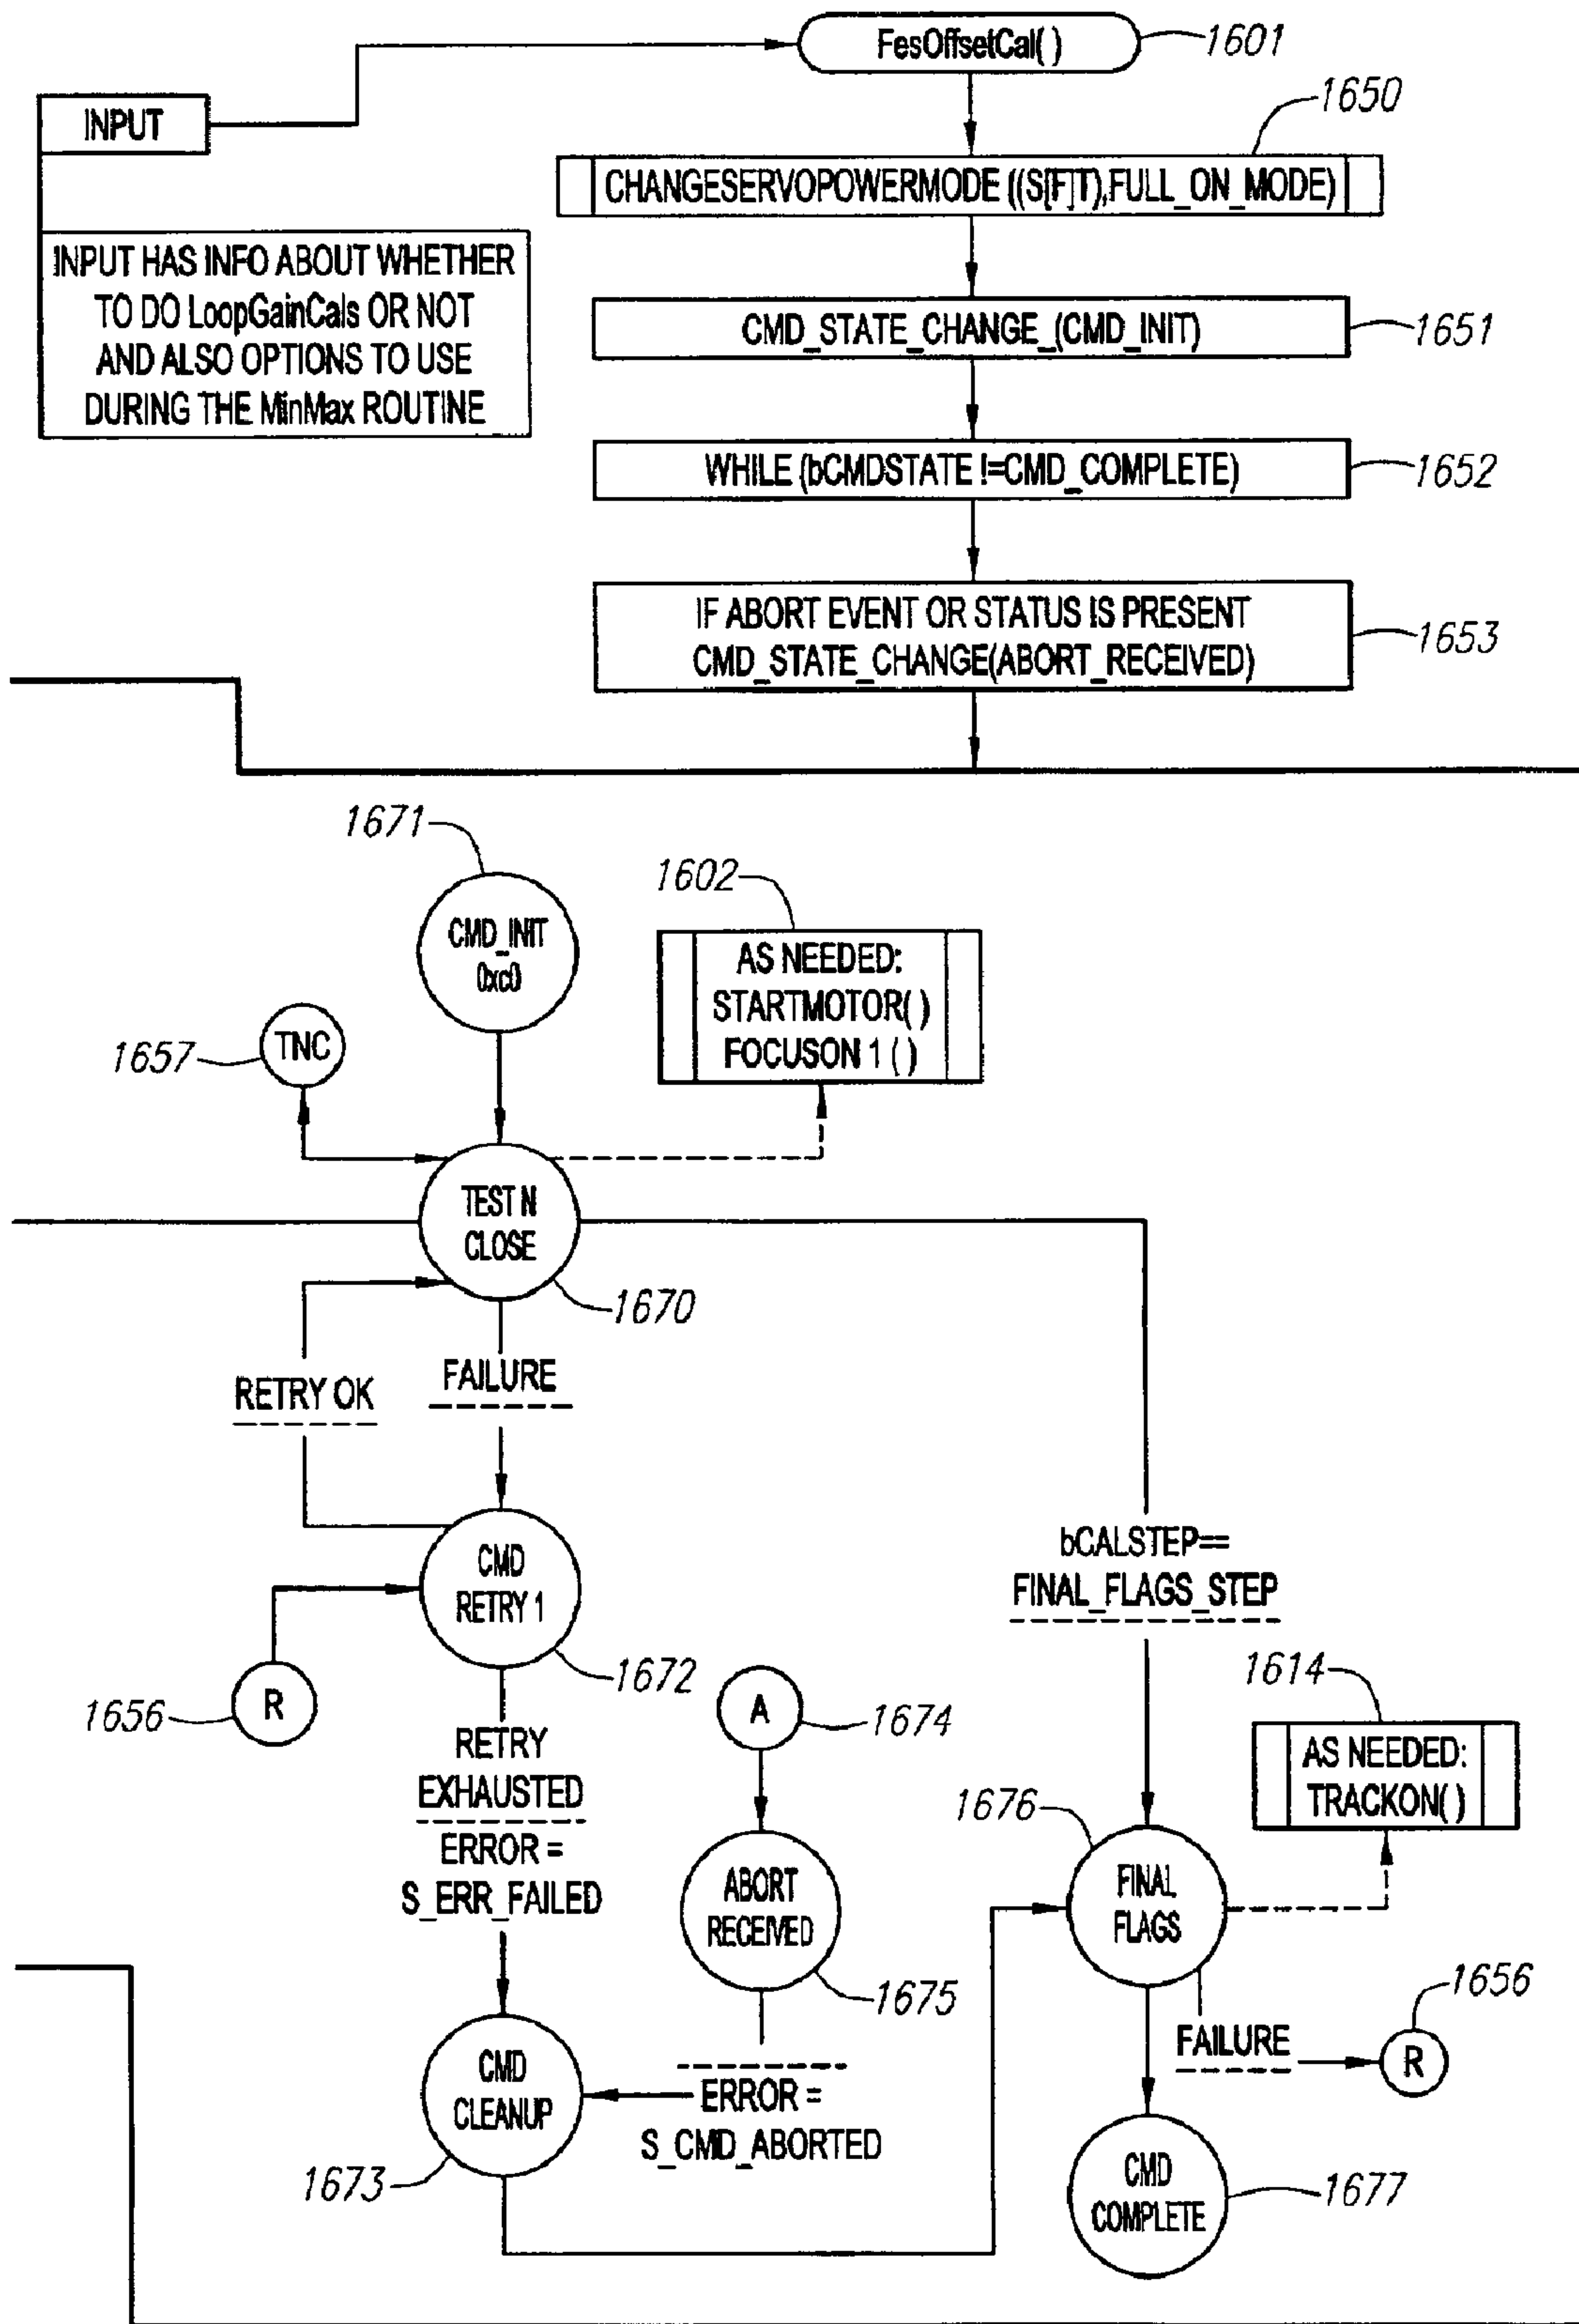 FesOffsetCal( )
1601
INPUT
1650
CHANGESERVOPOWERMODE ((S[F]T),FULL_ON_MODE)
INPUT HAS INFO ABOUT WHETHER
TO DO LoopGainCals OR NOT
AND ALSO OPTIONS TO USE
DURING THE MinMax ROUTINE
CMD_STATE_CHANGE_(CMD_INIT)
1651
WHILE (bCMDSTATE !=CMD_COMPLETE)
1652
IF ABORT EVENT OR STATUS IS PRESENT
CMD_STATE_CHANGE(ABORT_RECEIVED)
1653
1671
CMD_INIT
0xc0
1602
AS NEEDED:
STARTMOTOR( )
FOCUSON 1 ( )
1657
TNC
TEST N
CLOSE
1670
RETRY OK
FAILURE
CMD
RETRY 1
1672
1656
R
bCALSTEP==
FINAL_FLAGS_STEP
RETRY
EXHAUSTED
ERROR =
S_ERR_FAILED
A
1674
1614
AS NEEDED:
TRACKON( )
1676
FINAL
FLAGS
ABORT
RECEIVED
1675
1656
FAILURE
R
CMD
CLEANUP
1673
ERROR =
S_CMD_ABORTED
CMD
COMPLETE
1677